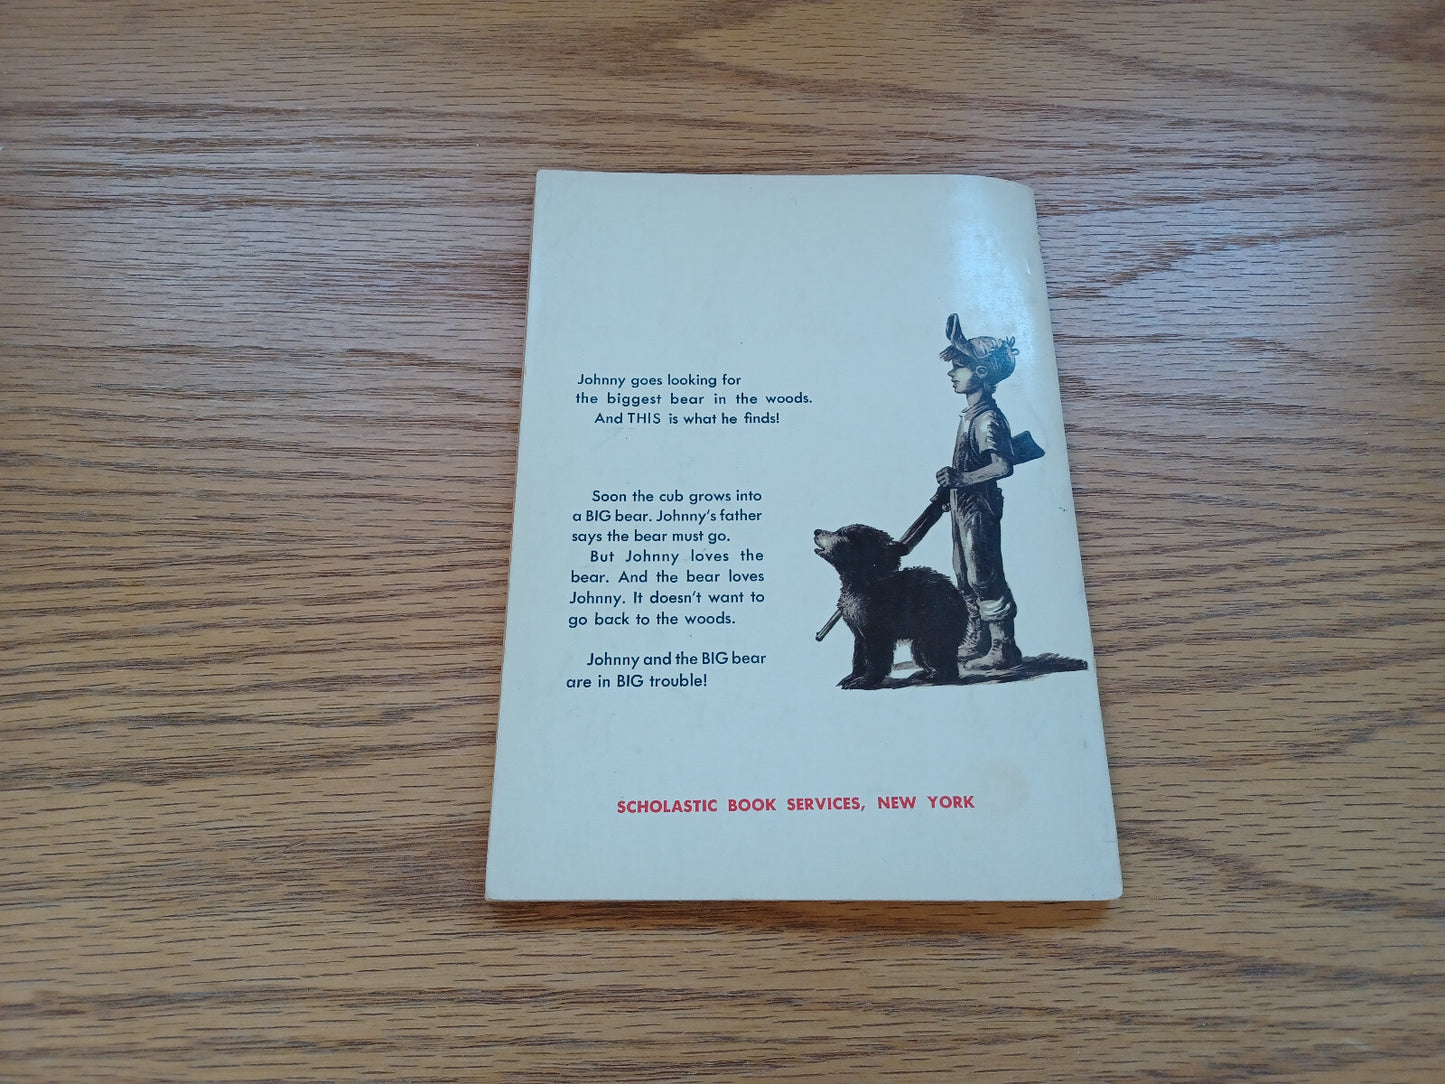 Johnny goes looking for
the biggest bear in the woods.
And THIS is what he finds!
Soon the cub grows into
a BIG bear. Johnny's father
says the bear must go.
But Johnny loves the
bear. And the bear loves
Johnny. It doesn't want to
go back to the woods.
Johnny and the BIG bear
are in BIG trouble!
SCHOLASTIC BOOK SERVICES, NEW YORK